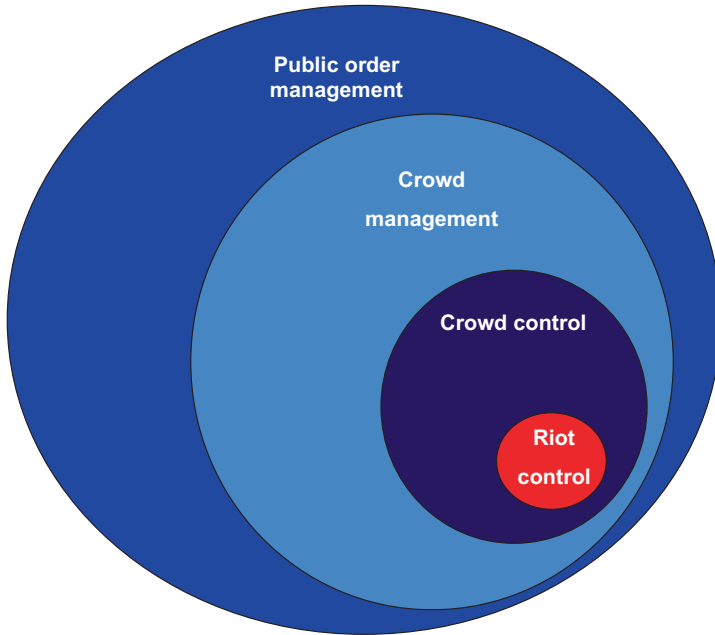 Public order
management
Crowd
management
Crowd control
Riot
control